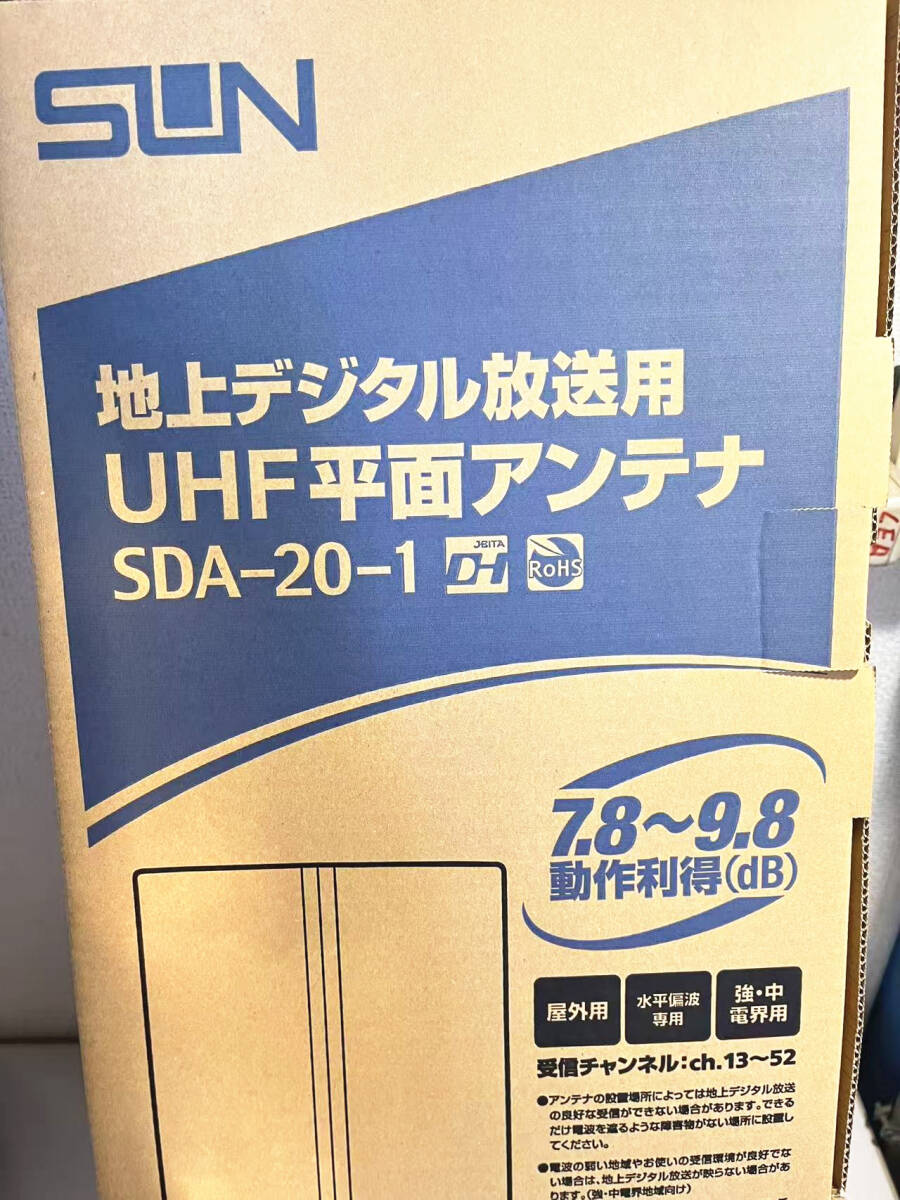 SUN
地上デジタル放送用
UHF平面アンテナ
SDA-20-1
JEITA
DH
RoHS
LEA
7.8～9.8
動作利得(dB)
屋外用
水平偏波
専用
強・中
電界用
受信チャンネル：ch.13～52
●アンテナの設置場所によっては地上デジタル放送
の良好な受信ができない場合があります。できる
だけ電波を遮るような障害物がない場所に設置し
てください。
●電波の弱い地域やお使いの受信環境が良好でな
い場合は、地上デジタル放送が映らない場合があ
ります。(強・中電界地域向け)